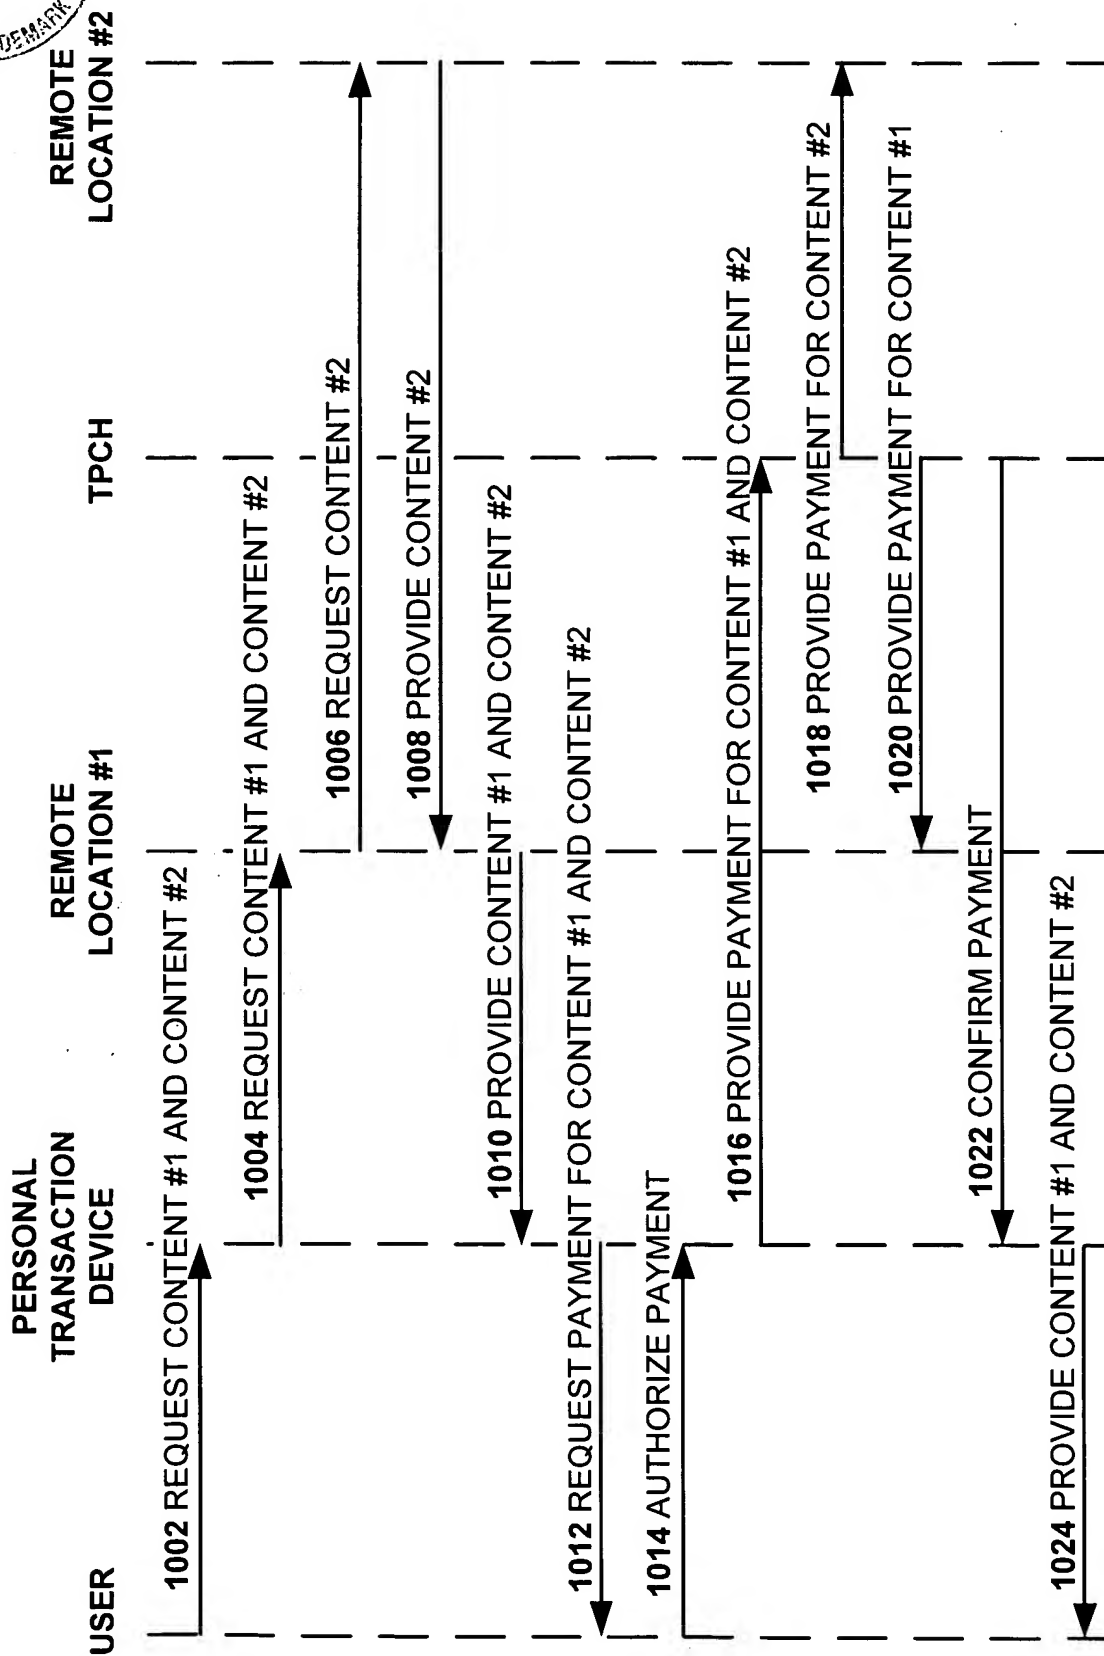 USER
PERSONAL
TRANSACTION
DEVICE
REMOTE
LOCATION #1
TPCH
REMOTE
LOCATION #2
1002 REQUEST CONTENT #1 AND CONTENT #2
1004 REQUEST CONTENT #1 AND CONTENT #2
1006 REQUEST CONTENT #2
1008 PROVIDE CONTENT #2
1010 PROVIDE CONTENT #1 AND CONTENT #2
1012 REQUEST PAYMENT FOR CONTENT #1 AND CONTENT #2
1014 AUTHORIZE PAYMENT
1016 PROVIDE PAYMENT FOR CONTENT #1 AND CONTENT #2
1018 PROVIDE PAYMENT FOR CONTENT #2
1020 PROVIDE PAYMENT FOR CONTENT #1
1022 CONFIRM PAYMENT
1024 PROVIDE CONTENT #1 AND CONTENT #2